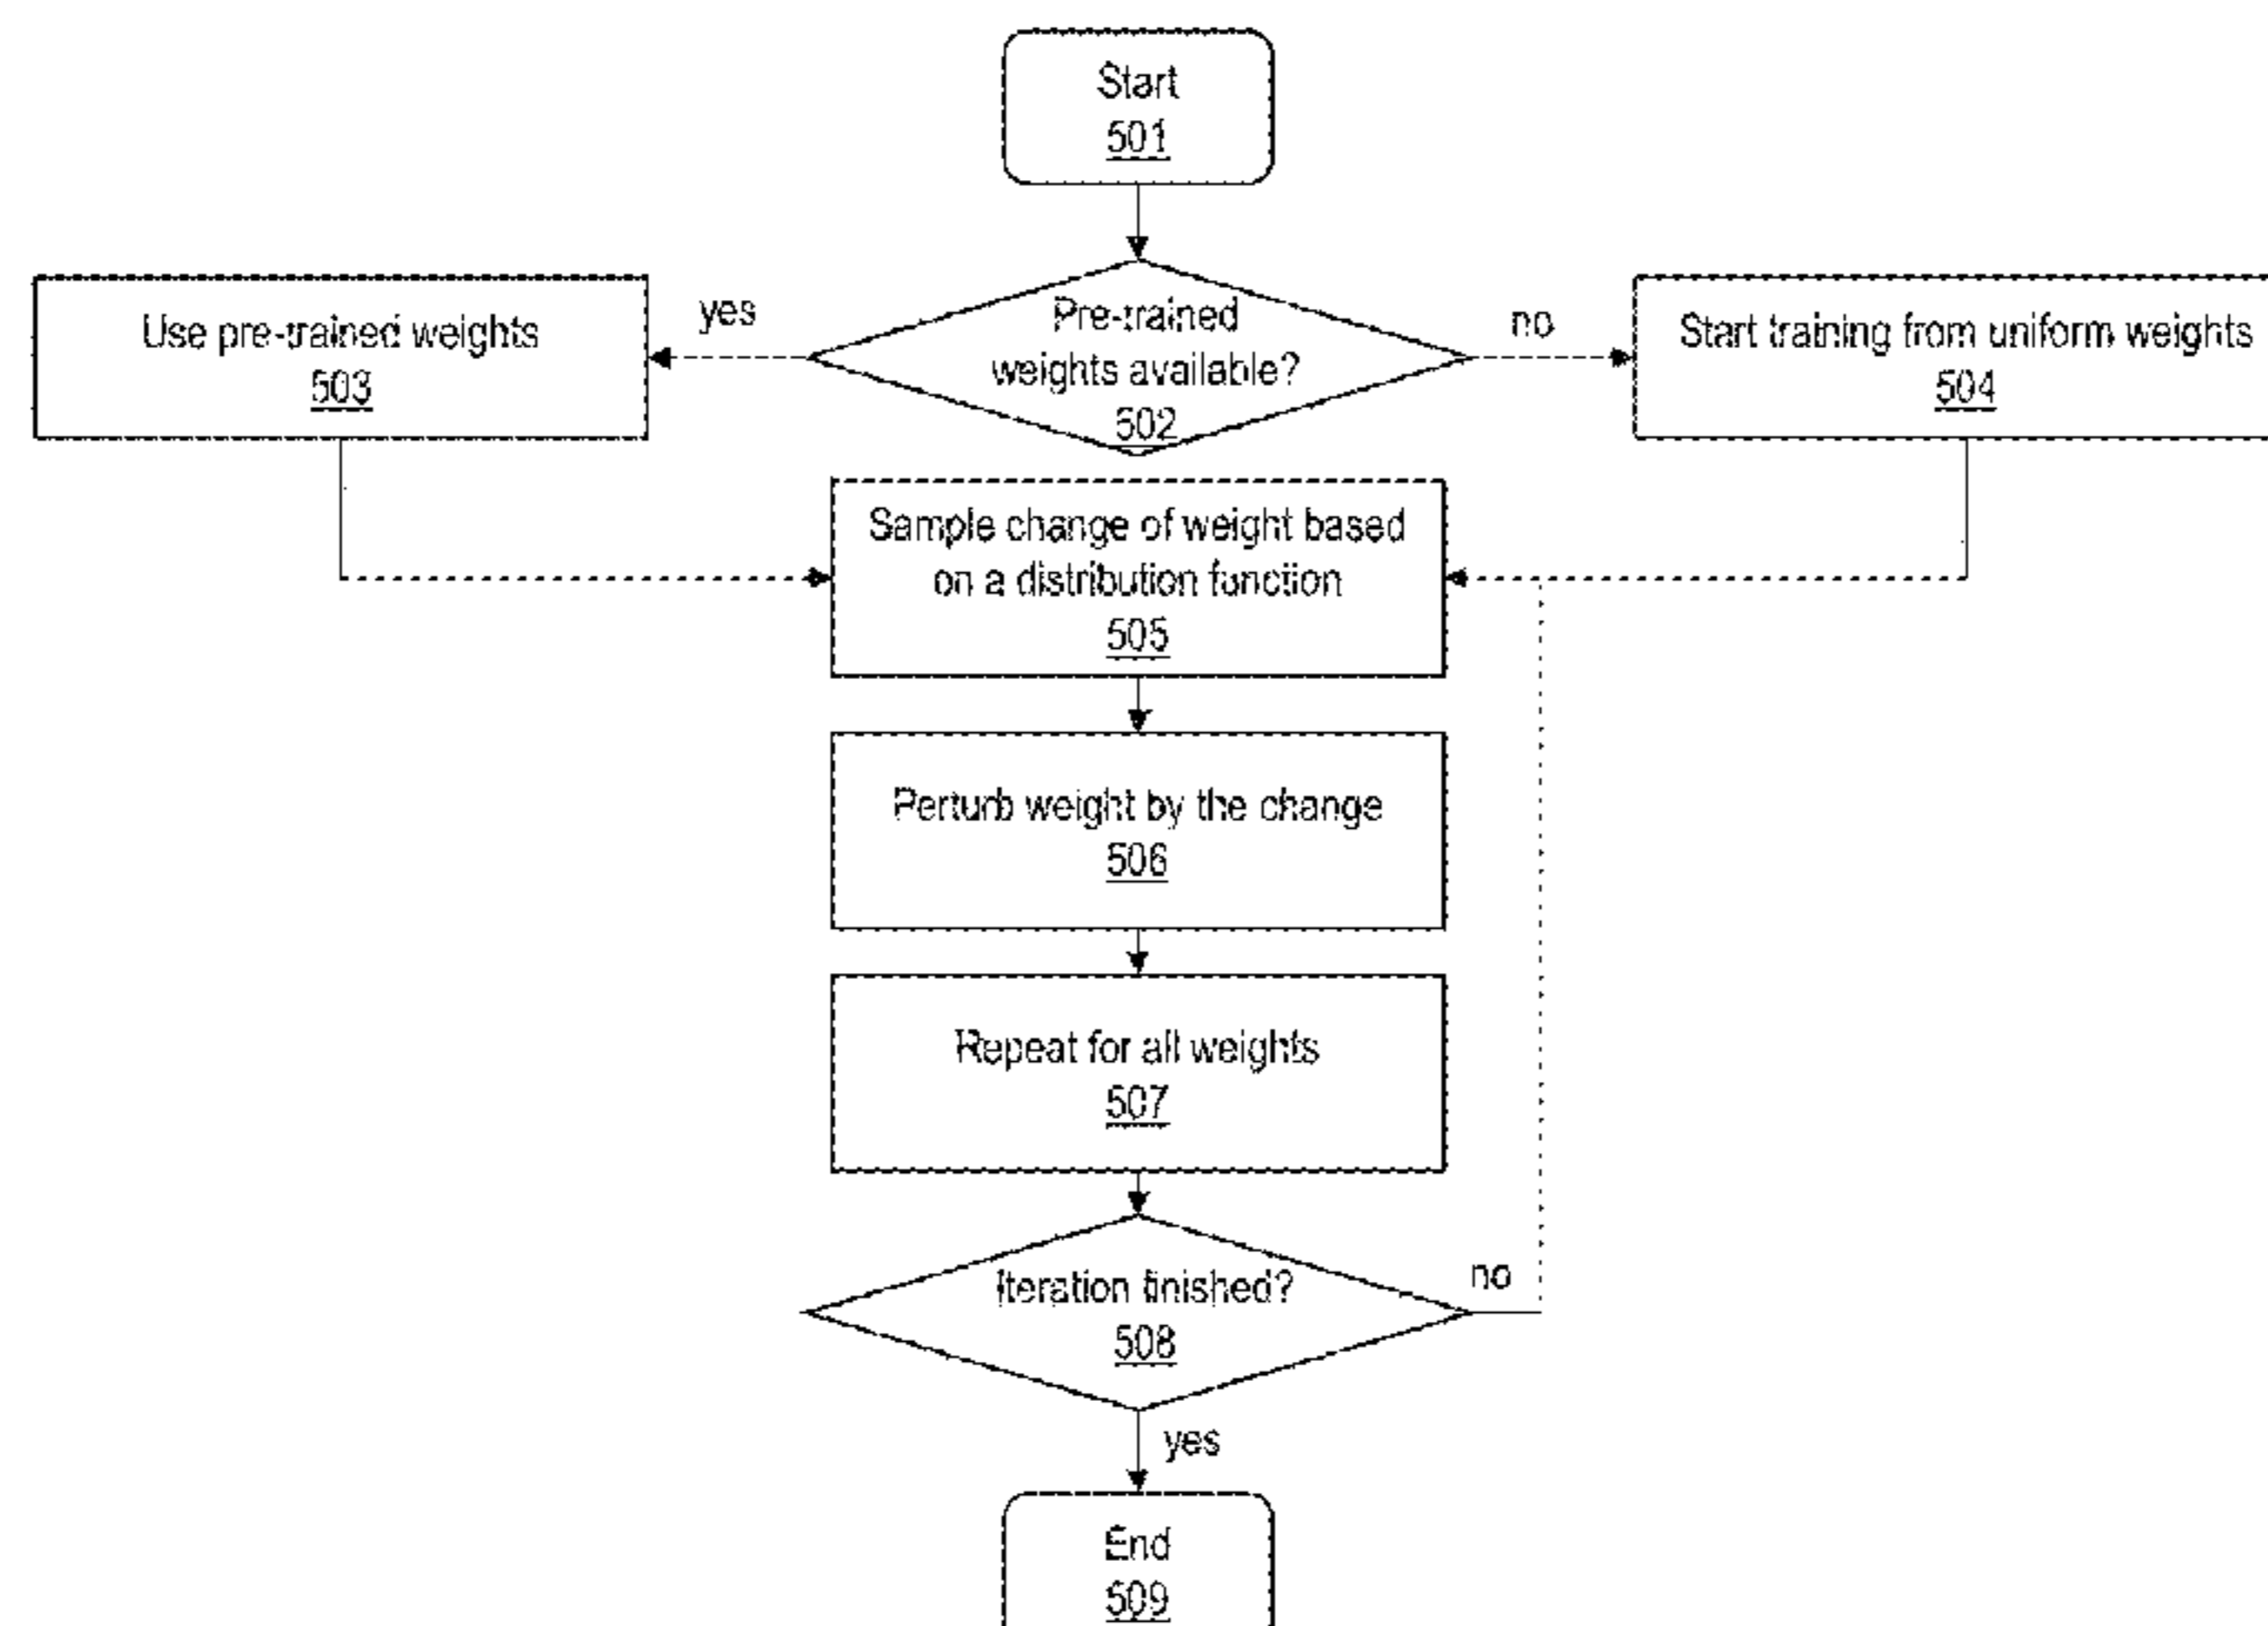 Start
501
Pre-trained
weights available?
502
yes
no
Use pre-trained weights
503
Start training from uniform weights
504
Sample change of weight based
on a distribution function
505
Perturb weight by the change
506
Repeat for all weights
507
Iteration finished?
508
no
yes
End
509